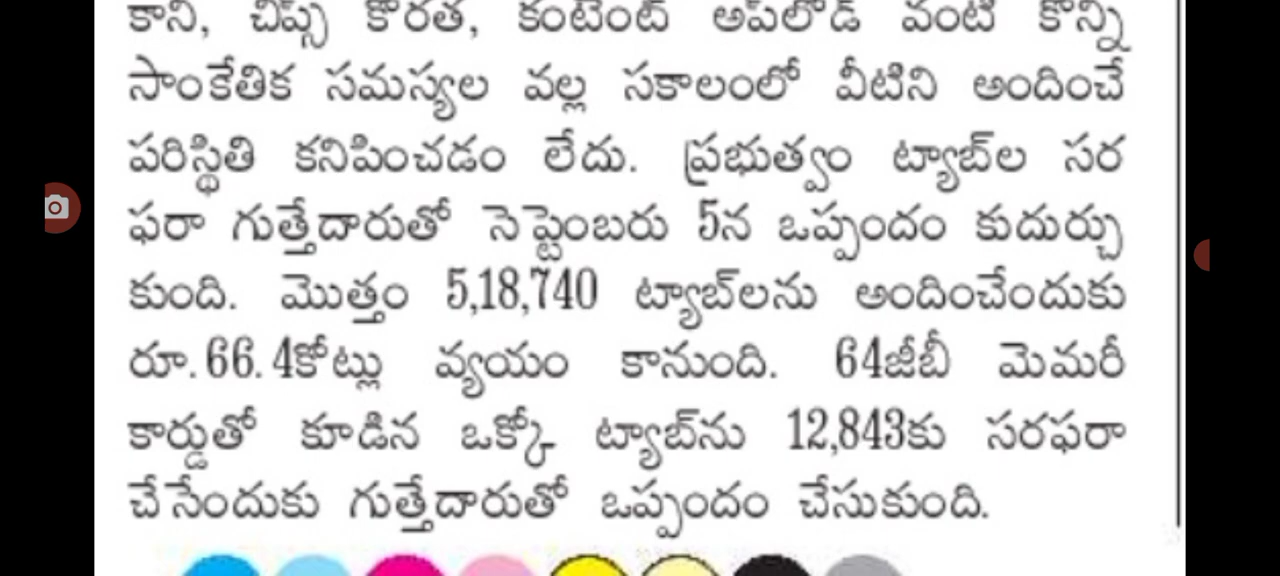 కాని, చిప్స్ కొరత, కంటెంట్ అప్‌లోడ్ వంటి కొన్ని
సాంకేతిక సమస్యల వల్ల సకాలంలో వీటిని అందించే
పరిస్థితి కనిపించడం లేదు. ప్రభుత్వం ట్యాబ్‌ల సర
ఫరా గుత్తేదారుతో సెప్టెంబరు 5న ఒప్పందం కుదుర్చు
కుంది. మొత్తం 5,18,740 ట్యాబ్‌లను అందించేందుకు
రూ.66.4కోట్లు వ్యయం కానుంది. 64జీబీ మెమరీ
కార్డుతో కూడిన ఒక్కో ట్యాబ్‌ను 12,843కు సరఫరా
చేసేందుకు గుత్తేదారుతో ఒప్పందం చేసుకుంది.